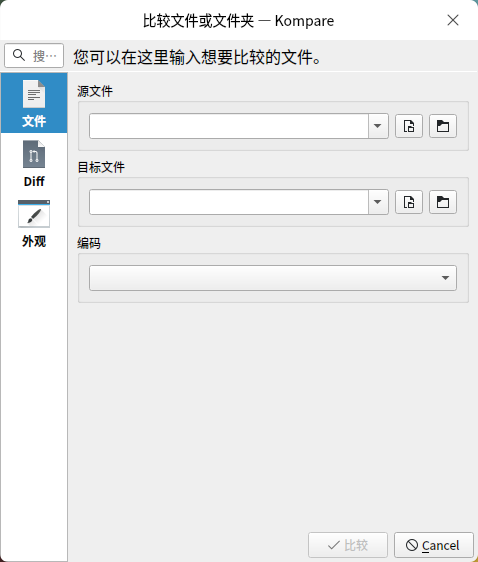 比较文件或文件夹 — Kompare
搜…
您可以在这里输入想要比较的文件。
文件
Diff
外观
源文件
目标文件
编码
比较
Cancel